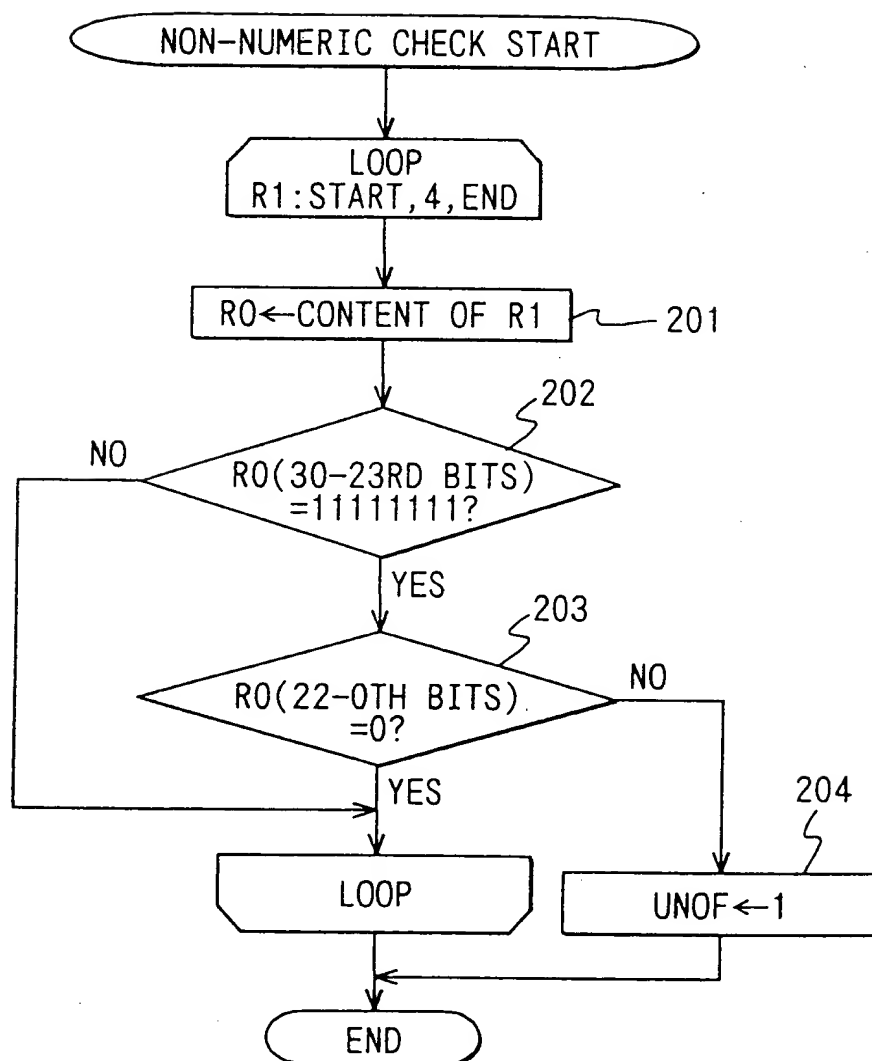 NON-NUMERIC CHECK START
LOOP
R1:START,4,END
R0←CONTENT OF R1
201
202
NO
R0(30-23RD BITS)
=11111111?
YES
203
NO
R0(22-0TH BITS)
=0?
YES
204
LOOP
UNOF←1
END